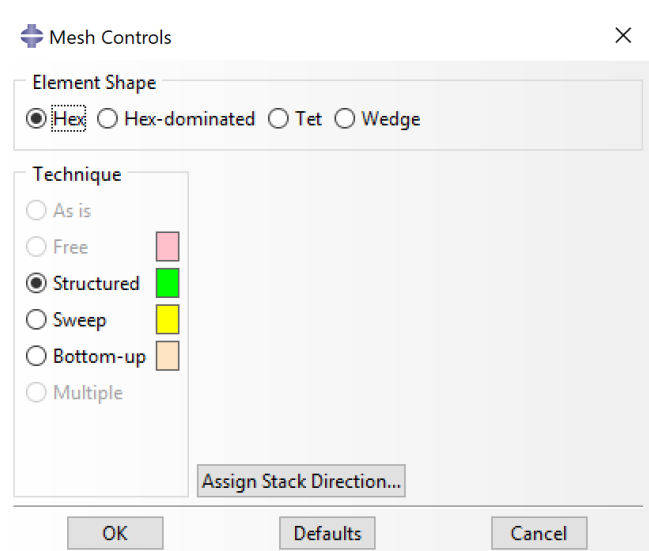 Mesh Controls
Element Shape
Hex Hex-dominated Tet Wedge
Technique
As is
Free
Structured
Sweep
Bottom-up
Multiple
Assign Stack Direction...
OK Defaults Cancel